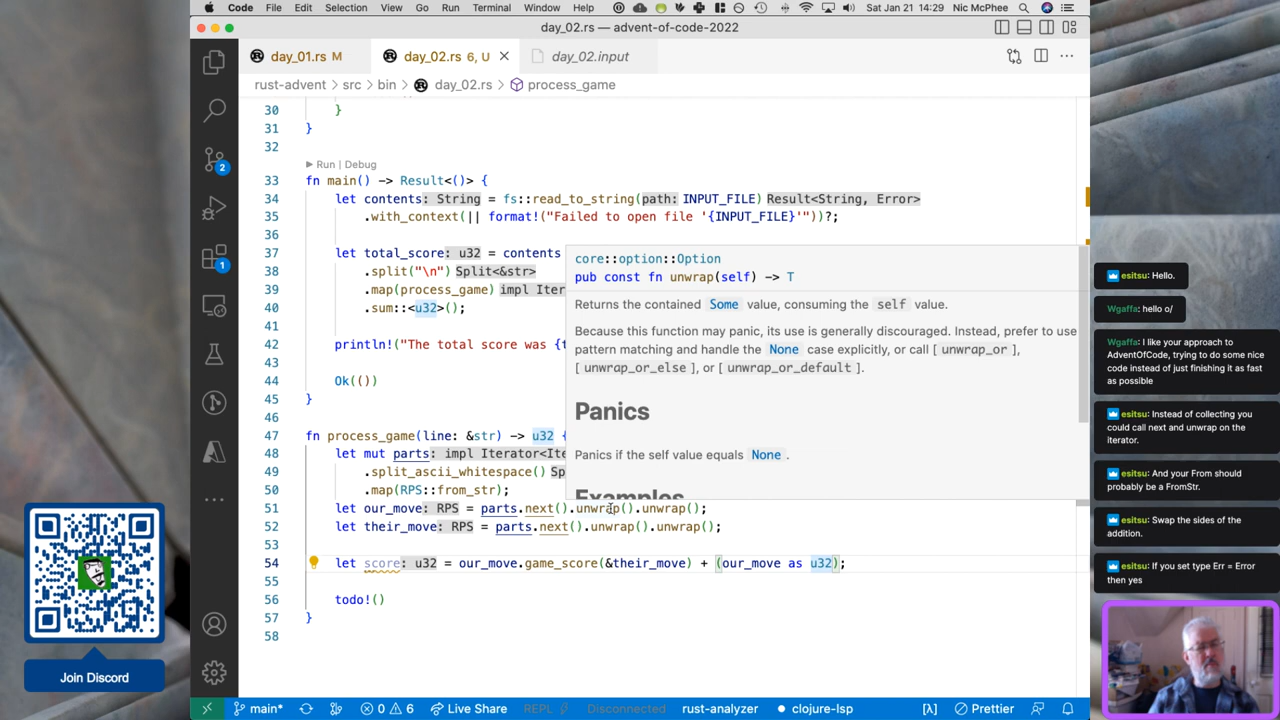 Code File Edit Selection View Go Run Terminal Window Help Sat Jan 21 14:29 Nic McPhee
day_02.rs — advent-of-code-2022
day_01.rs M
day_02.rs 6, U
day_02.input
rust-advent > src > bin > day_02.rs > process_game
30 }
31 }
32
Run | Debug
33 fn main() -> Result<()> {
34 let contents: String = fs::read_to_string(path: INPUT_FILE) Result<String, Error>
35 .with_context(|| format!("Failed to open file '{INPUT_FILE}'"))?;
36
37 let total_score: u32 = contents
38 .split("\n") Split<&str>
39 .map(process_game) impl Iter
40 .sum::<u32>();
41
42 println!("The total score was {t
43
44 Ok(())
45 }
46
47 fn process_game(line: &str) -> u32 {
48 let mut parts: impl Iterator<Ite
49 .split_ascii_whitespace() Sp
50 .map(RPS::from_str);
51 let our_move: RPS = parts.next().unwrap().unwrap();
52 let their_move: RPS = parts.next().unwrap().unwrap();
53
54 let score: u32 = our_move.game_score(&their_move) + (our_move as u32);
55
56 todo!()
57 }
58
core::option::Option
pub const fn unwrap(self) -> T
Returns the contained Some value, consuming the self value.
Because this function may panic, its use is generally discouraged. Instead, prefer to use
pattern matching and handle the None case explicitly, or call [ unwrap_or ],
[ unwrap_or_else ], or [ unwrap_or_default ].
Panics
Panics if the self value equals None .
Examples
2
1
main* 0 6 Live Share REPL Disconnected rust-analyzer clojure-lsp [λ] Prettier
Join Discord
esitsu: Hello.
Wgaffa: hello o/
Wgaffa: I like your approach to
AdventOfCode, trying to do some nice
code instead of just finishing it as fast
as possible
esitsu: Instead of collecting you
could call next and unwrap on the
iterator.
esitsu: And your From should
probably be a FromStr.
esitsu: Swap the sides of the
addition.
esitsu: If you set type Err = Error
then yes